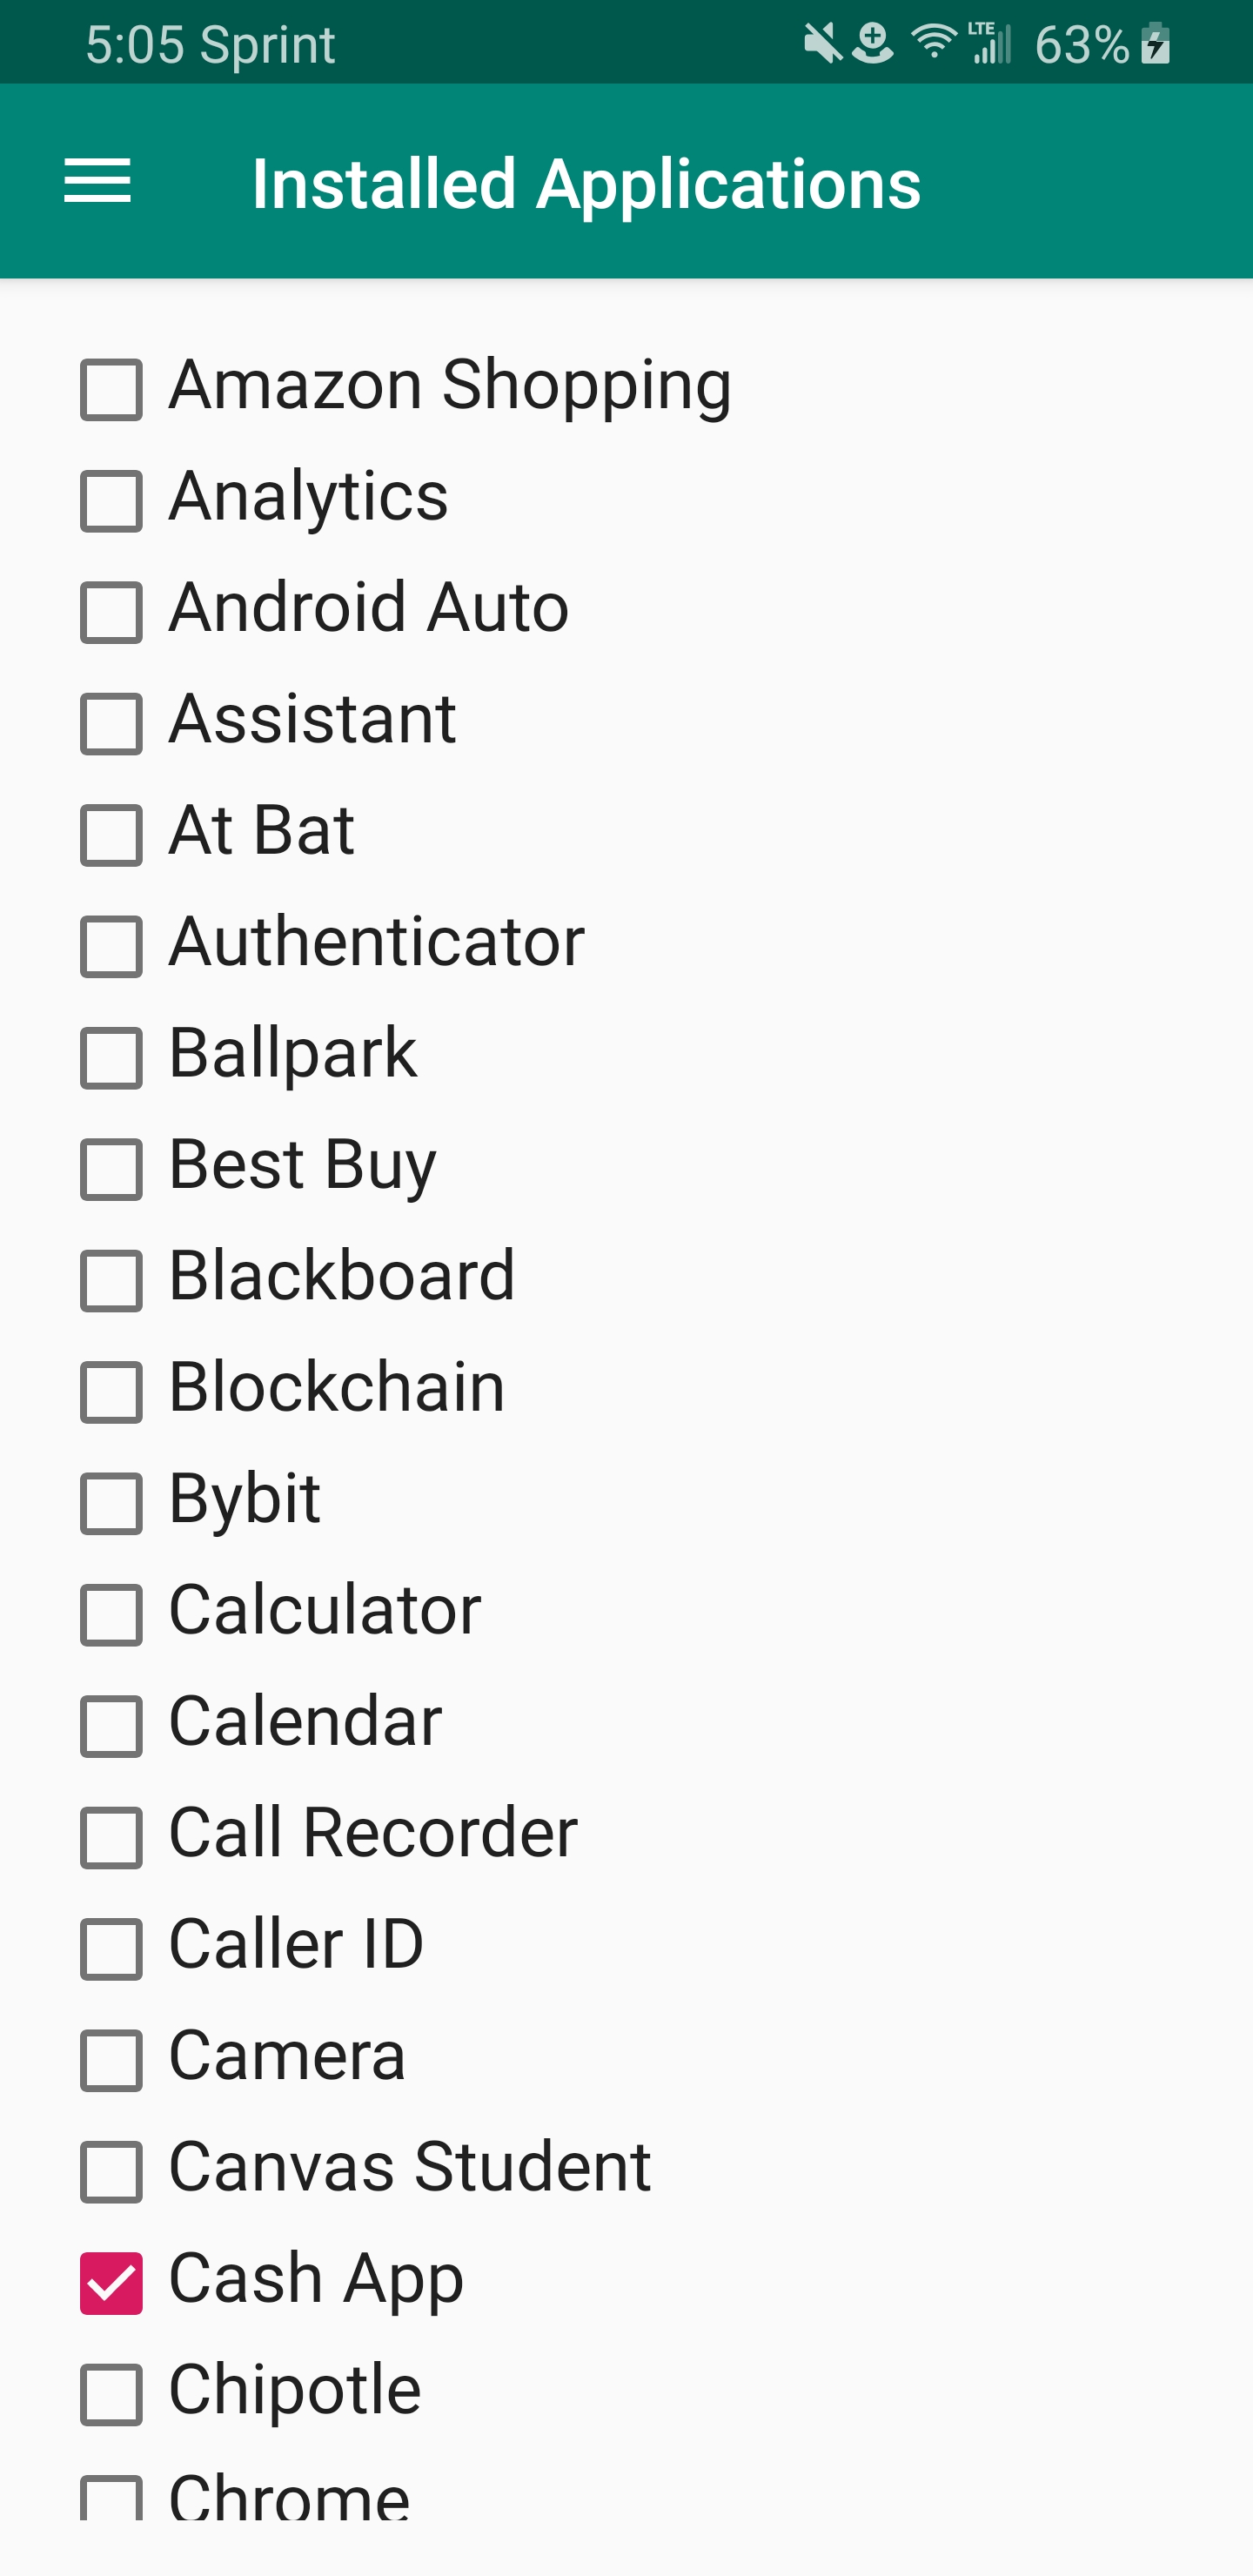 5:05 Sprint LTE 63%
Installed Applications
Amazon Shopping
Analytics
Android Auto
Assistant
At Bat
Authenticator
Ballpark
Best Buy
Blackboard
Blockchain
Bybit
Calculator
Calendar
Call Recorder
Caller ID
Camera
Canvas Student
Cash App
Chipotle
Chrome